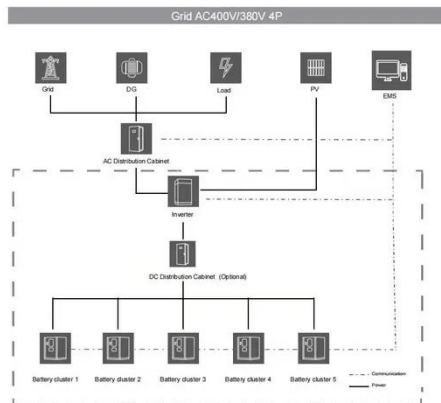 Grid AC400V/380V 4P
Grid
DG
Load
PV
EMS
AC Distribution Cabinet
Inverter
DC Distribution Cabinet (Optional)
Battery cluster 1
Battery cluster 2
Battery cluster 3
Battery cluster 4
Battery cluster 5
Communication
Power